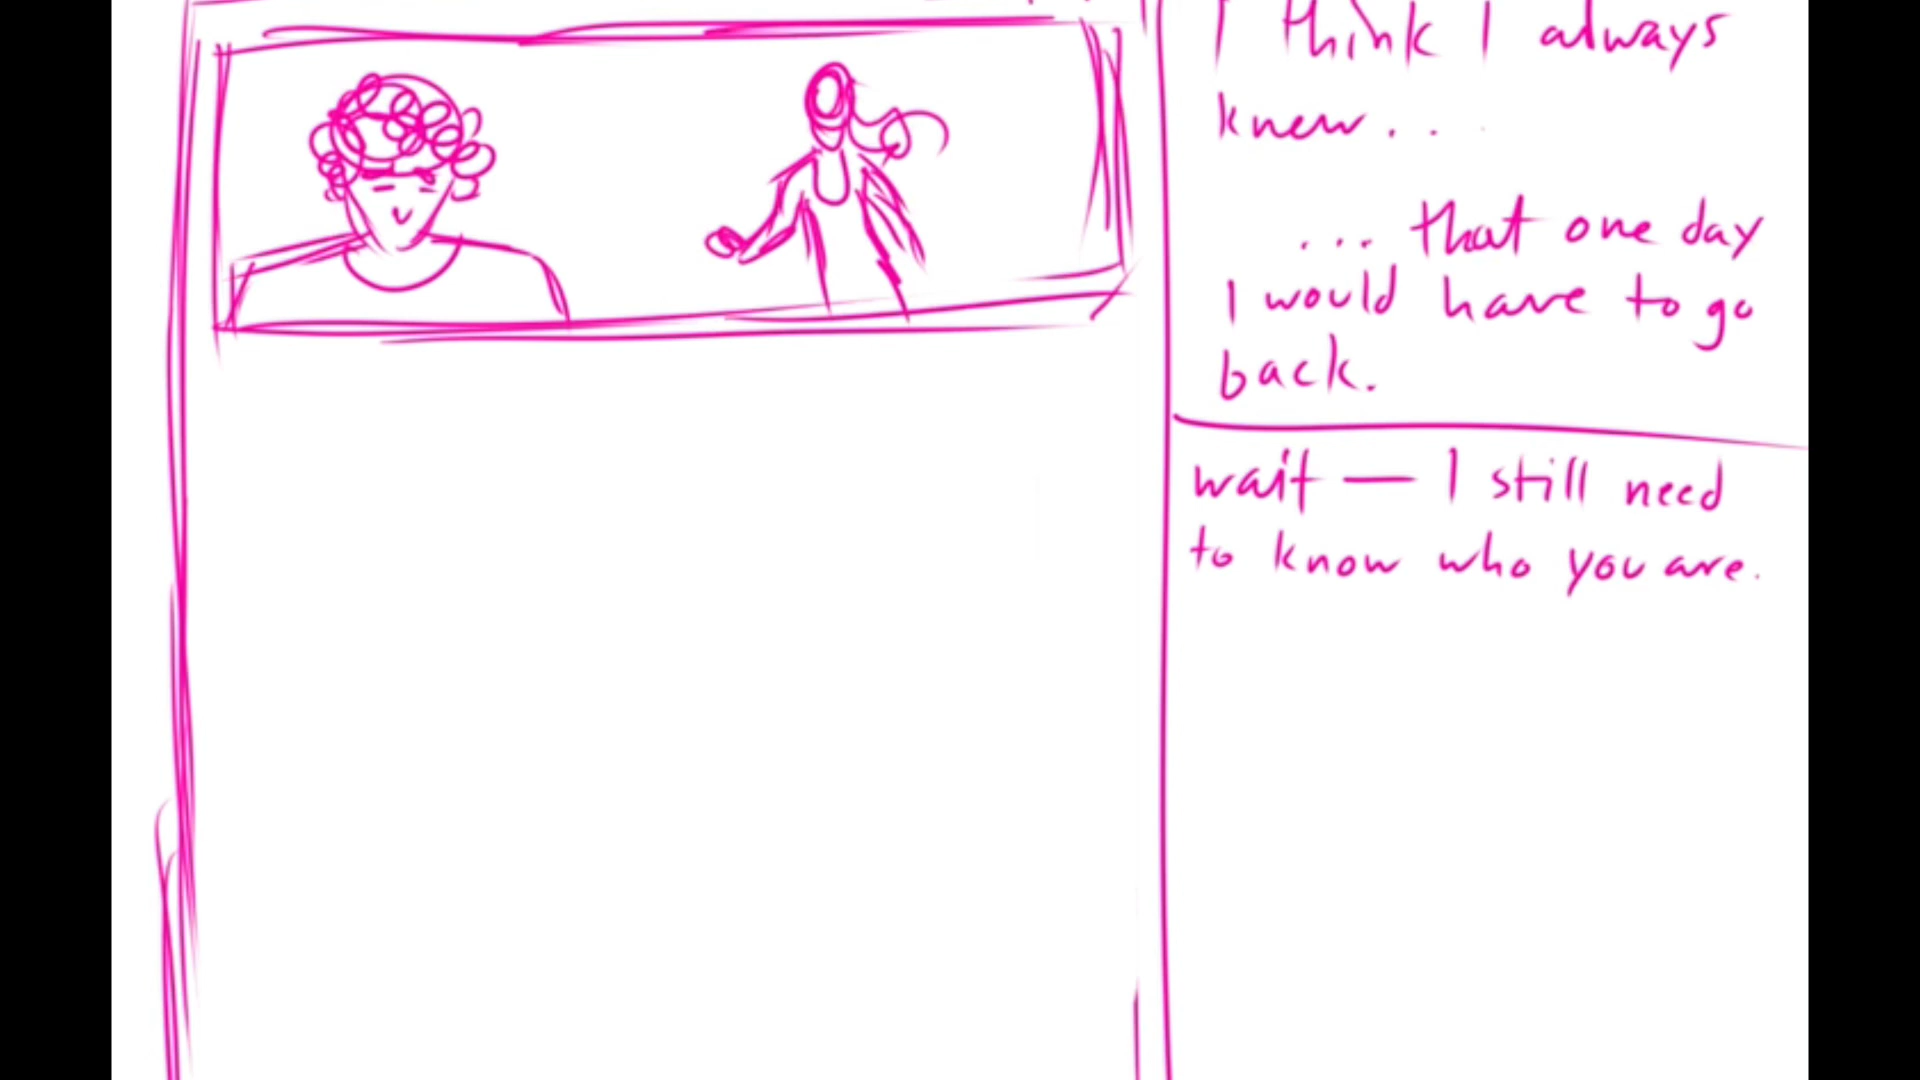 I think I always
knew...
... that one day
I would have to go
back.
wait — I still need
to know who you are.